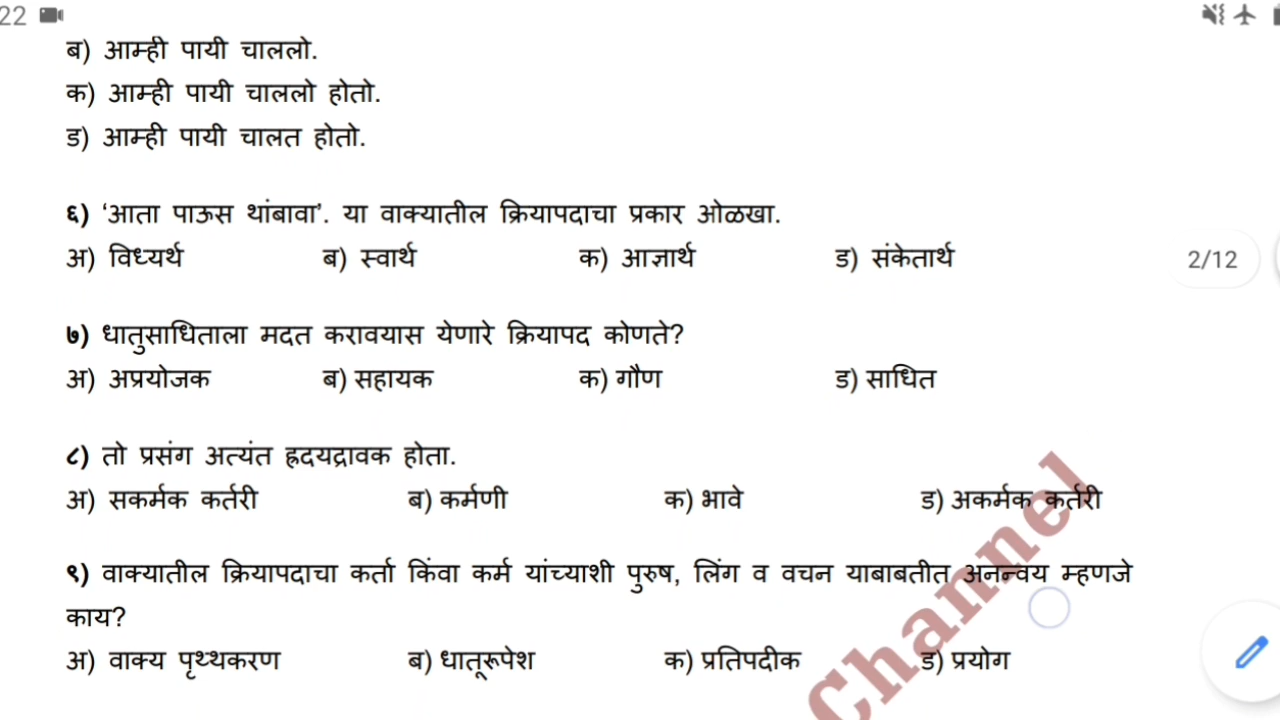 22
ब) आम्ही पायी चाललो.
क) आम्ही पायी चाललो होतो.
ड) आम्ही पायी चालत होतो.
६) ‘आता पाऊस थांबावा’. या वाक्यातील क्रियापदाचा प्रकार ओळखा.
अ) विध्यर्थ ब) स्वार्थ क) आज्ञार्थ ड) संकेतार्थ
2/12
७) धातुसाधिताला मदत करावयास येणारे क्रियापद कोणते?
अ) अप्रयोजक ब) सहायक क) गौण ड) साधित
८) तो प्रसंग अत्यंत ह्रदयद्रावक होता.
अ) सकर्मक कर्तरी ब) कर्मणी क) भावे ड) अकर्मक कर्तरी
९) वाक्यातील क्रियापदाचा कर्ता किंवा कर्म यांच्याशी पुरुष, लिंग व वचन याबाबतीत अनन्वय म्हणजे
काय?
अ) वाक्य पृथ्थकरण ब) धातूरूपेश क) प्रतिपदीक ड) प्रयोग
Channel